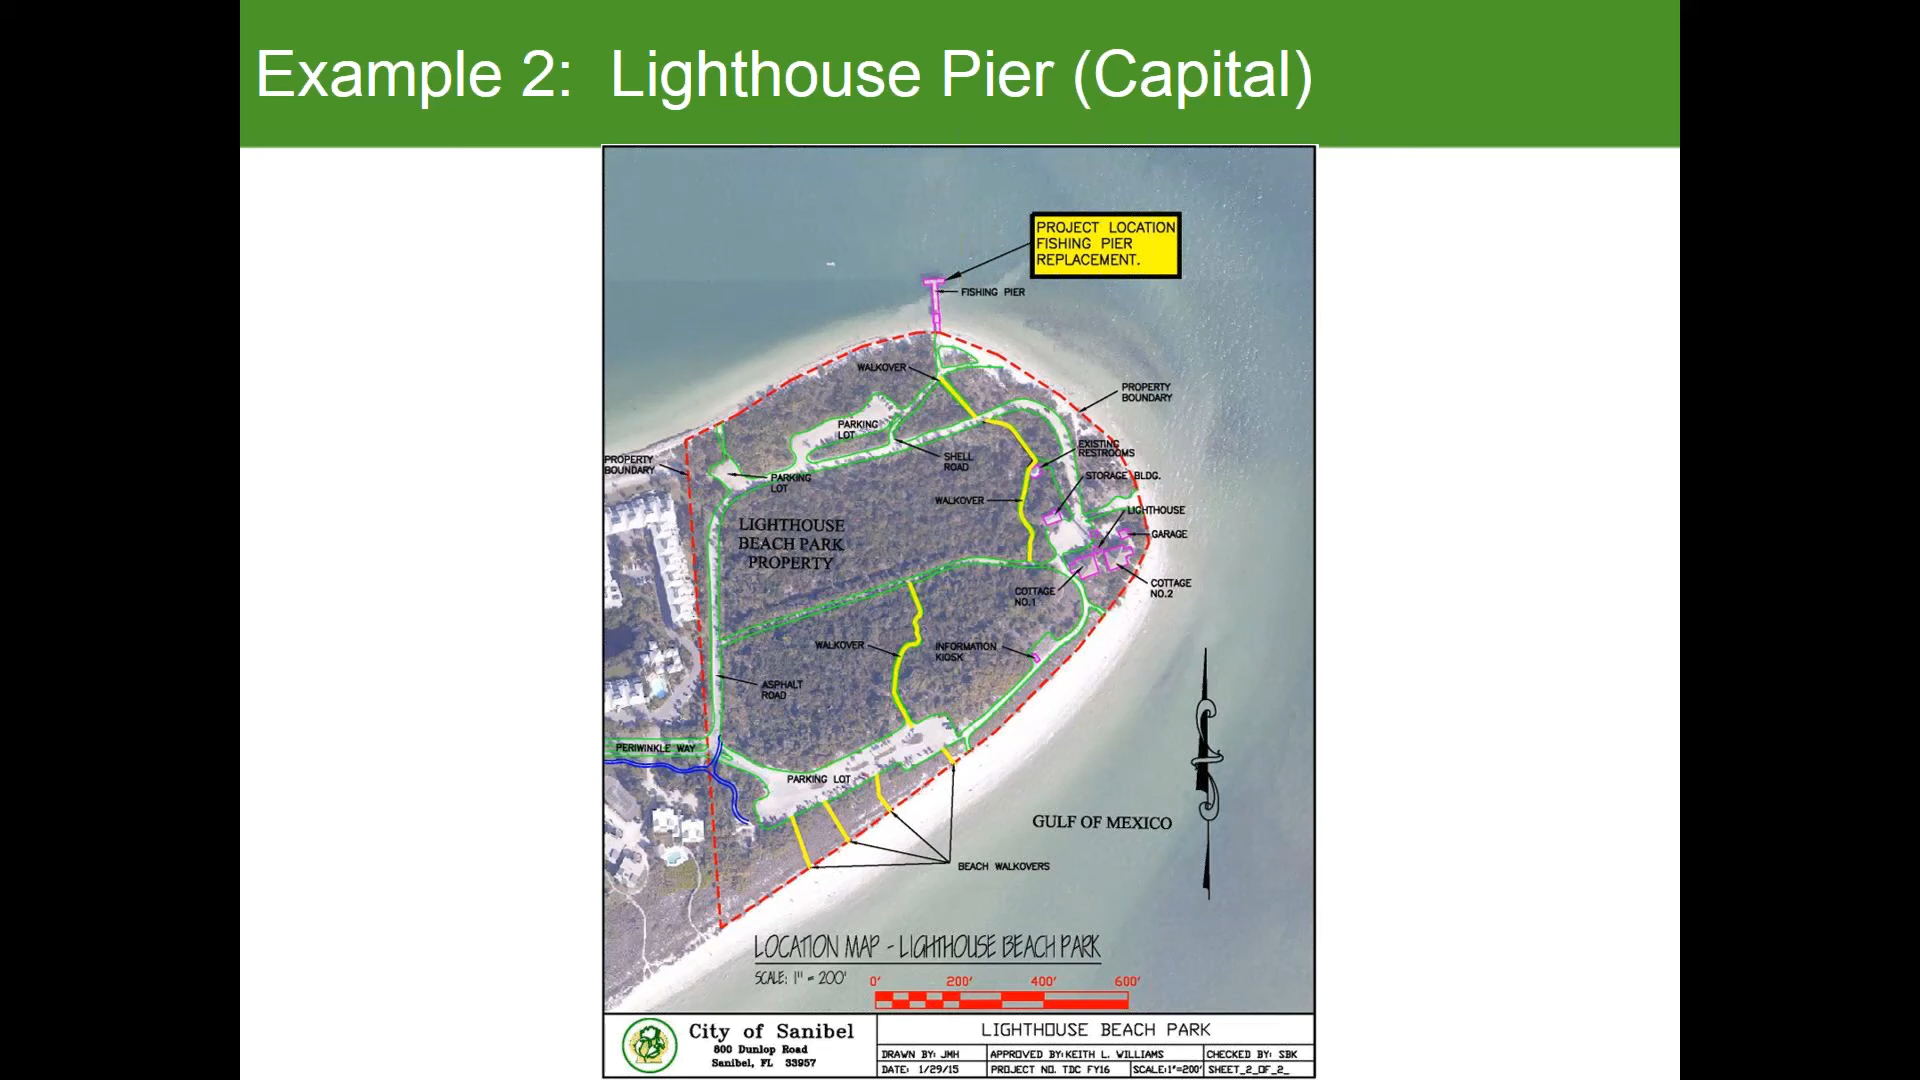 Example 2:  Lighthouse Pier (Capital)
PROJECT LOCATION
FISHING PIER
REPLACEMENT.
FISHING PIER
WALKOVER
PROPERTY
BOUNDARY
PARKING
LOT
EXISTING
RESTROOMS
PROPERTY
BOUNDARY
SHELL
ROAD
PARKING
LOT
STORAGE BLDG.
WALKOVER
LIGHTHOUSE
LIGHTHOUSE
BEACH PARK
PROPERTY
GARAGE
COTTAGE
NO.1
COTTAGE
NO.2
WALKOVER
INFORMATION
KIOSK
ASPHALT
ROAD
PERIWINKLE WAY
PARKING LOT
GULF OF MEXICO
BEACH WALKOVERS
LOCATION MAP - LIGHTHOUSE BEACH PARK
SCALE: 1" = 200'
0' 200' 400' 600'
City of Sanibel
800 Dunlop Road
Sanibel, FL 33957
LIGHTHOUSE BEACH PARK
DRAWN BY: JMH APPROVED BY: KEITH L. WILLIAMS CHECKED BY: SBK
DATE: 1/29/15 PROJECT NO. TDC FY16 SCALE:1"=200' SHEET_2_OF_2_